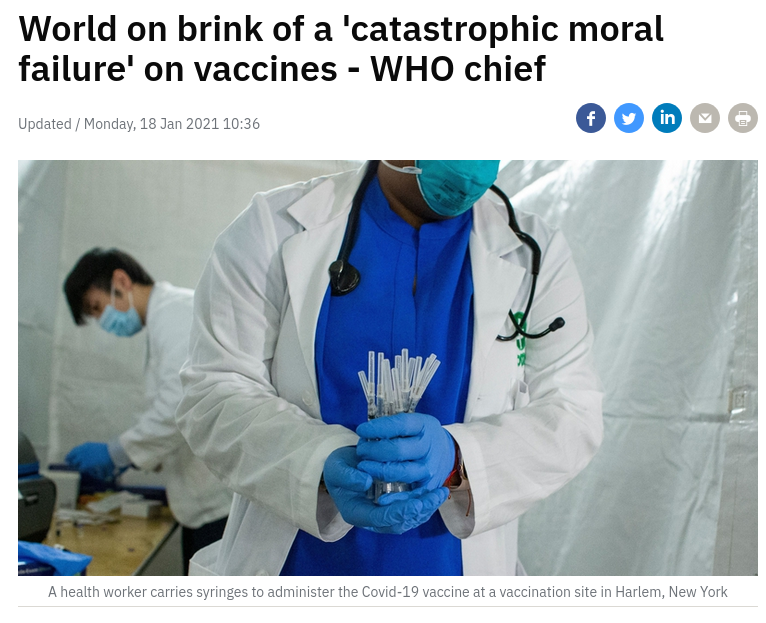 World on brink of a 'catastrophic moral
failure' on vaccines - WHO chief
Updated / Monday, 18 Jan 2021 10:36
A health worker carries syringes to administer the Covid-19 vaccine at a vaccination site in Harlem, New York